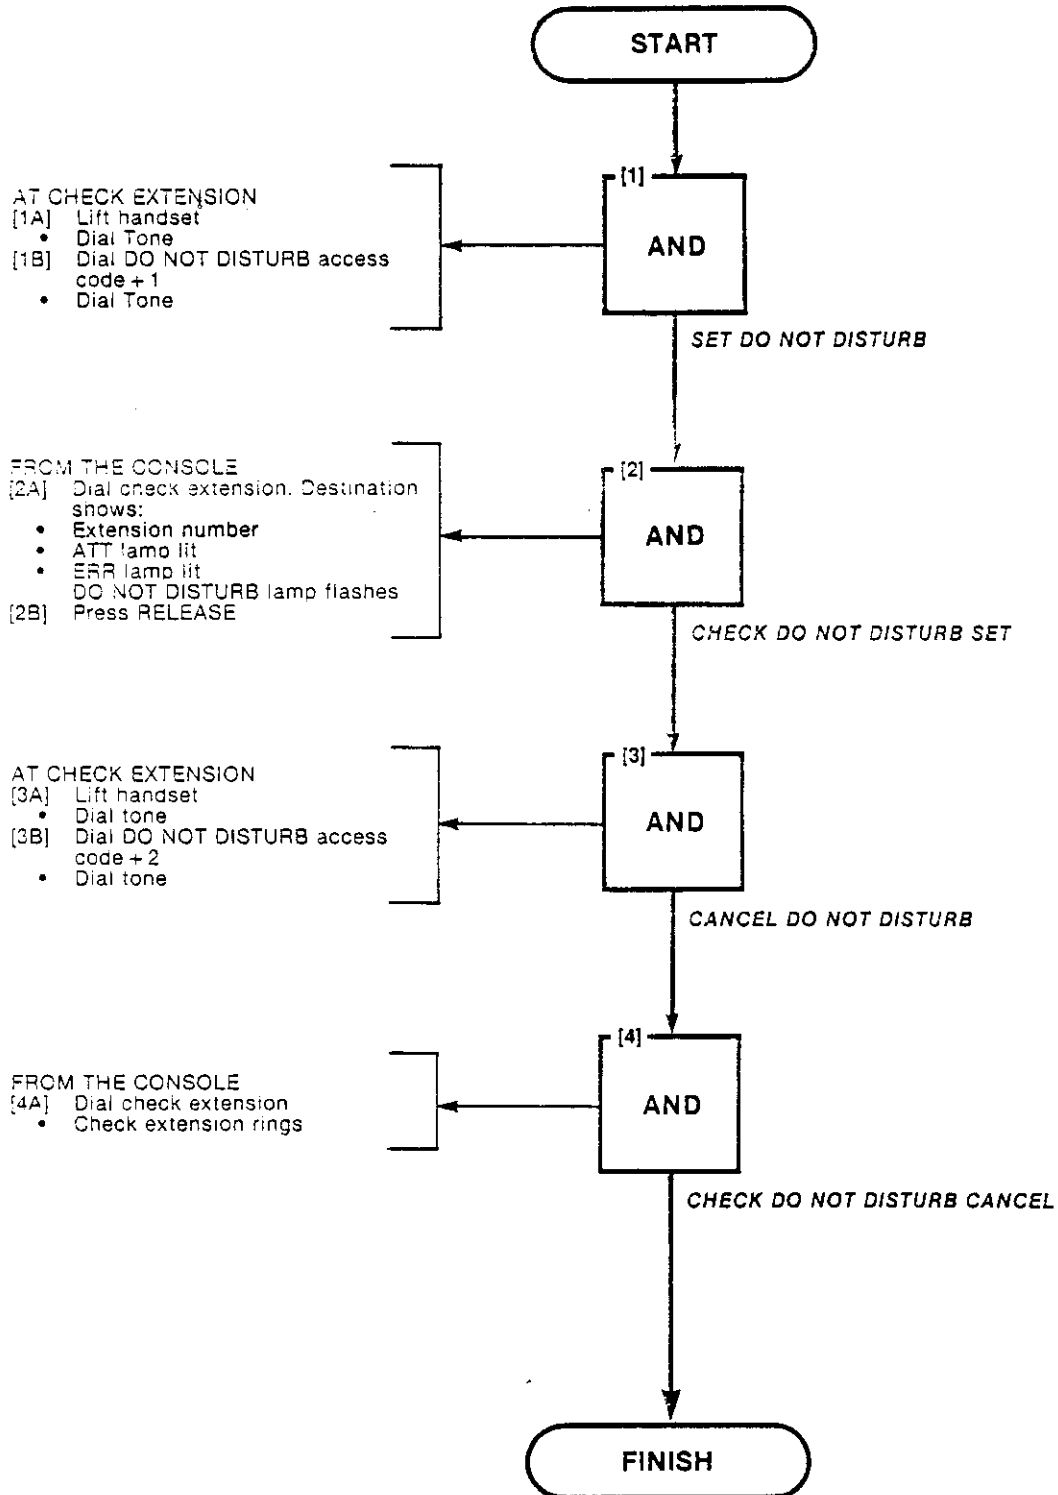 START
[1]
AND
AT CHECK EXTENSION
[1A] Lift handset
• Dial Tone
[1B] Dial DO NOT DISTURB access
code + 1
• Dial Tone
SET DO NOT DISTURB
[2]
AND
FROM THE CONSOLE
[2A] Dial check extension. Destination
shows:
• Extension number
• ATT lamp lit
• ERR lamp lit
DO NOT DISTURB lamp flashes
[2B] Press RELEASE
CHECK DO NOT DISTURB SET
[3]
AND
AT CHECK EXTENSION
[3A] Lift handset
• Dial tone
[3B] Dial DO NOT DISTURB access
code + 2
• Dial tone
CANCEL DO NOT DISTURB
[4]
AND
FROM THE CONSOLE
[4A] Dial check extension
• Check extension rings
CHECK DO NOT DISTURB CANCEL
FINISH